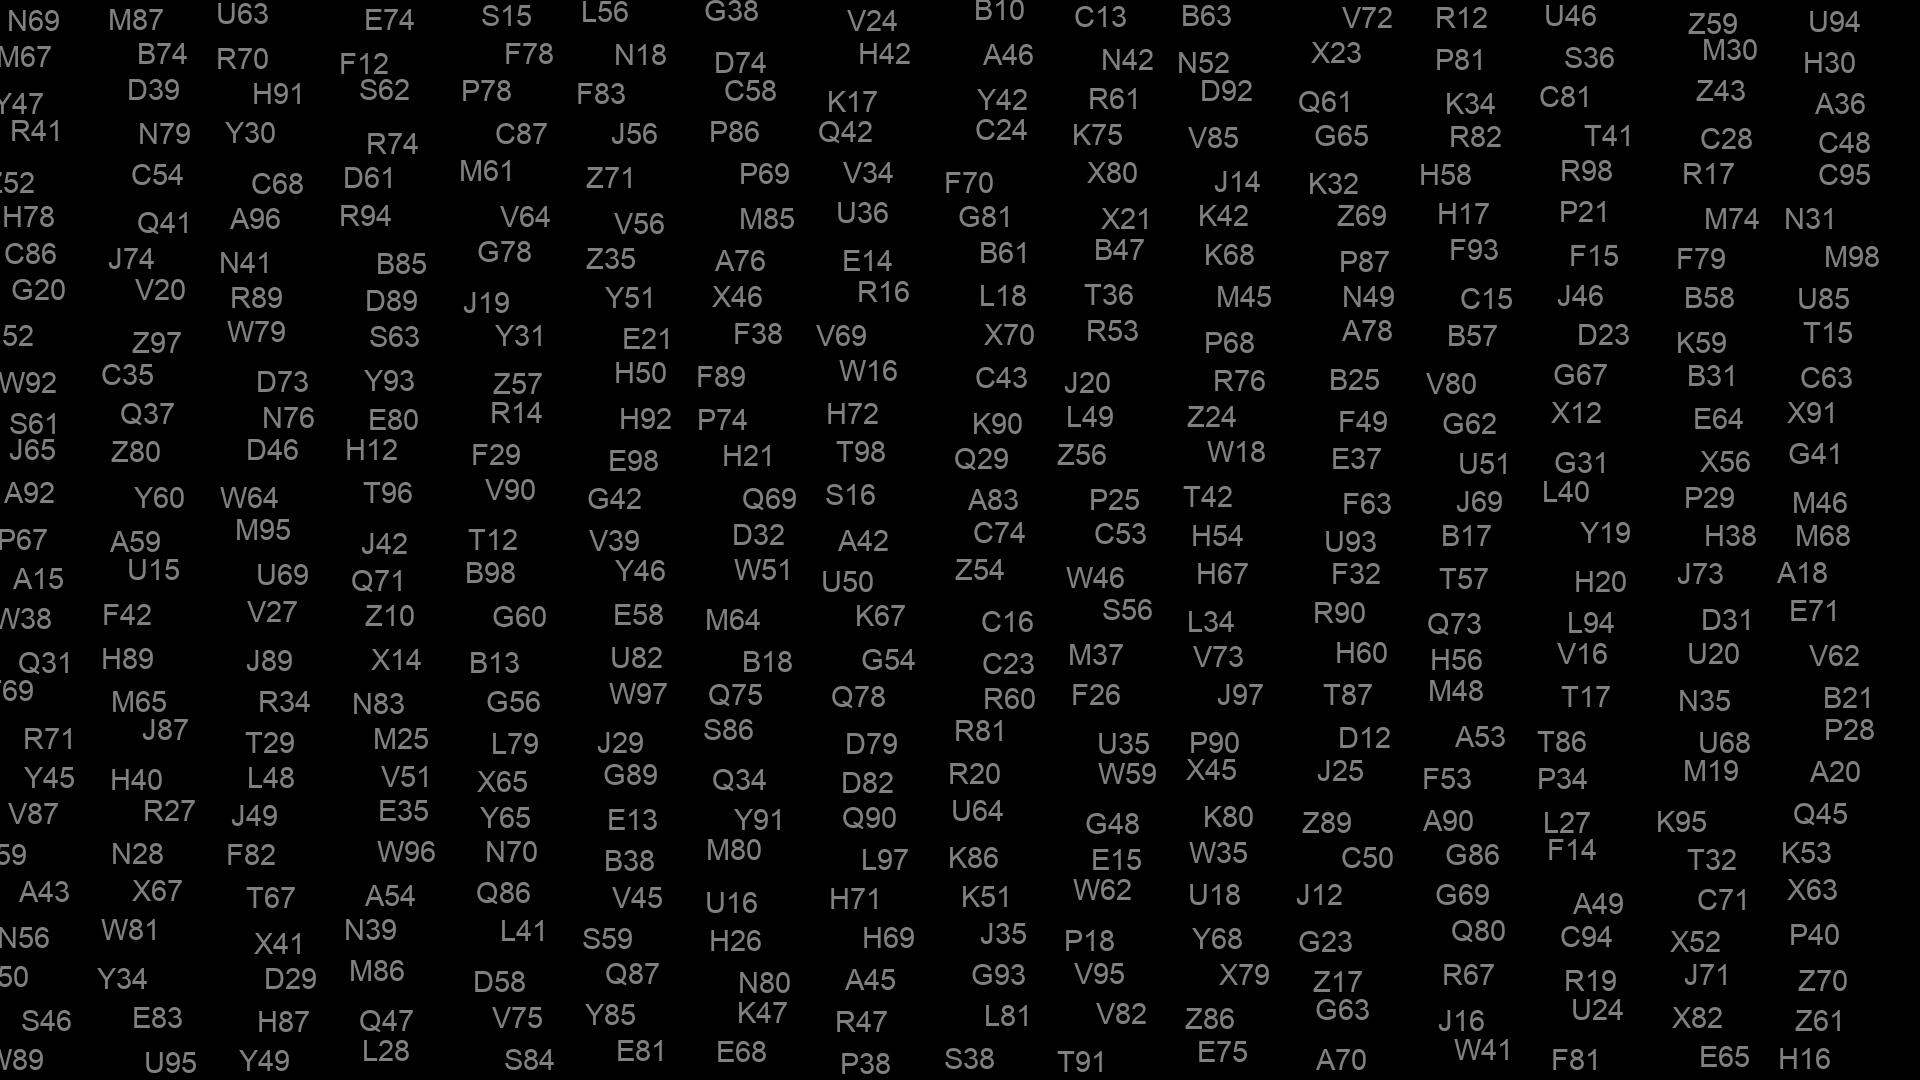 N69 M87 U63 E74 S15 L56 G38 V24 B10 C13 B63 V72 R12 U46 Z59 U94
M67 B74 R70 F12 F78 N18 D74 H42 A46 N42 N52 X23 P81 S36 M30 H30
Y47 D39 H91 S62 P78 F83 C58 K17 Y42 R61 D92 Q61 K34 C81 Z43 A36
R41 N79 Y30 R74 C87 J56 P86 Q42 C24 K75 V85 G65 R82 T41 C28 C48
52 C54 C68 D61 M61 Z71 P69 V34 F70 X80 J14 K32 H58 R98 R17 C95
H78 Q41 A96 R94 V64 V56 M85 U36 G81 X21 K42 Z69 H17 P21 M74 N31
C86 J74 N41 B85 G78 Z35 A76 E14 B61 B47 K68 P87 F93 F15 F79 M98
G20 V20 R89 D89 J19 Y51 X46 R16 L18 T36 M45 N49 C15 J46 B58 U85
52 Z97 W79 S63 Y31 E21 F38 V69 X70 R53 P68 A78 B57 D23 K59 T15
W92 C35 D73 Y93 Z57 H50 F89 W16 C43 J20 R76 B25 V80 G67 B31 C63
S61 Q37 N76 E80 R14 H92 P74 H72 K90 L49 Z24 F49 G62 X12 E64 X91
J65 Z80 D46 H12 F29 E98 H21 T98 Q29 Z56 W18 E37 U51 G31 X56 G41
A92 Y60 W64 T96 V90 G42 Q69 S16 A83 P25 T42 F63 J69 L40 P29 M46
P67 A59 M95 J42 T12 V39 D32 A42 C74 C53 H54 U93 B17 Y19 H38 M68
A15 U15 U69 Q71 B98 Y46 W51 U50 Z54 W46 H67 F32 T57 H20 J73 A18
W38 F42 V27 Z10 G60 E58 M64 K67 C16 S56 L34 R90 Q73 L94 D31 E71
Q31 H89 J89 X14 B13 U82 B18 G54 C23 M37 V73 H60 H56 V16 U20 V62
69 M65 R34 N83 G56 W97 Q75 Q78 R60 F26 J97 T87 M48 T17 N35 B21
R71 J87 T29 M25 L79 J29 S86 D79 R81 U35 P90 D12 A53 T86 U68 P28
Y45 H40 L48 V51 X65 G89 Q34 D82 R20 W59 X45 J25 F53 P34 M19 A20
V87 R27 J49 E35 Y65 E13 Y91 Q90 U64 G48 K80 Z89 A90 L27 K95 Q45
59 N28 F82 W96 N70 B38 M80 L97 K86 E15 W35 C50 G86 F14 T32 K53
A43 X67 T67 A54 Q86 V45 U16 H71 K51 W62 U18 J12 G69 A49 C71 X63
N56 W81 X41 N39 L41 S59 H26 H69 J35 P18 Y68 G23 Q80 C94 X52 P40
50 Y34 D29 M86 D58 Q87 N80 A45 G93 V95 X79 Z17 R67 R19 J71 Z70
S46 E83 H87 Q47 V75 Y85 K47 R47 L81 V82 Z86 G63 J16 U24 X82 Z61
W89 U95 Y49 L28 S84 E81 E68 P38 S38 T91 E75 A70 W41 F81 E65 H16